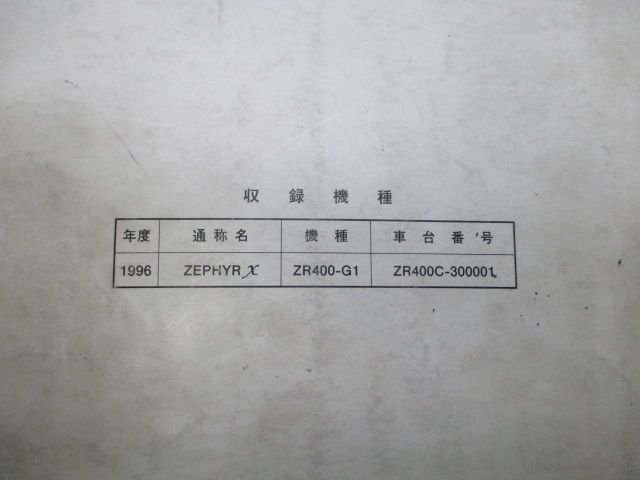 収録機種
年度 通称名 機種 車台番号
1996 ZEPHYR χ ZR400-G1 ZR400C-300001